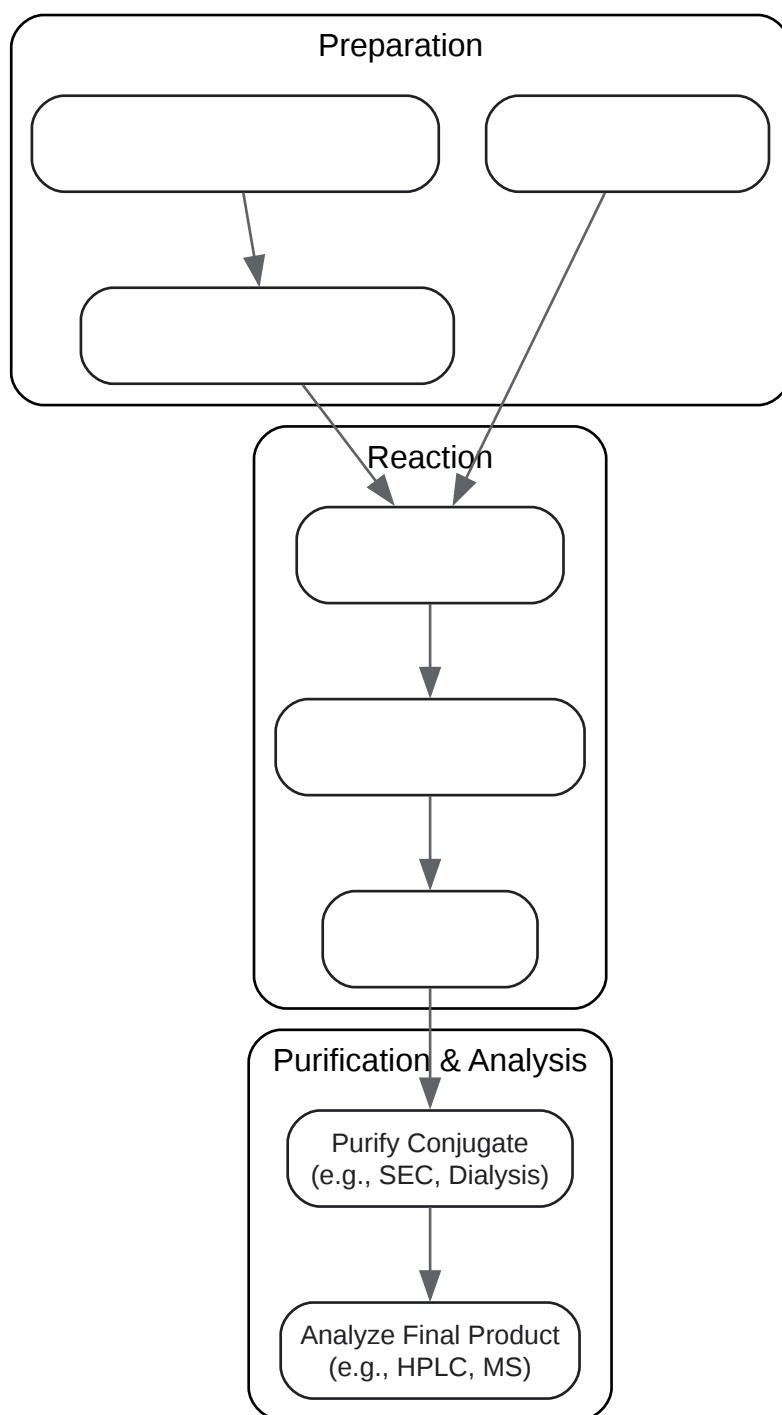 Preparation
Reaction
Purification & Analysis
Purify Conjugate
(e.g., SEC, Dialysis)
Analyze Final Product
(e.g., HPLC, MS)